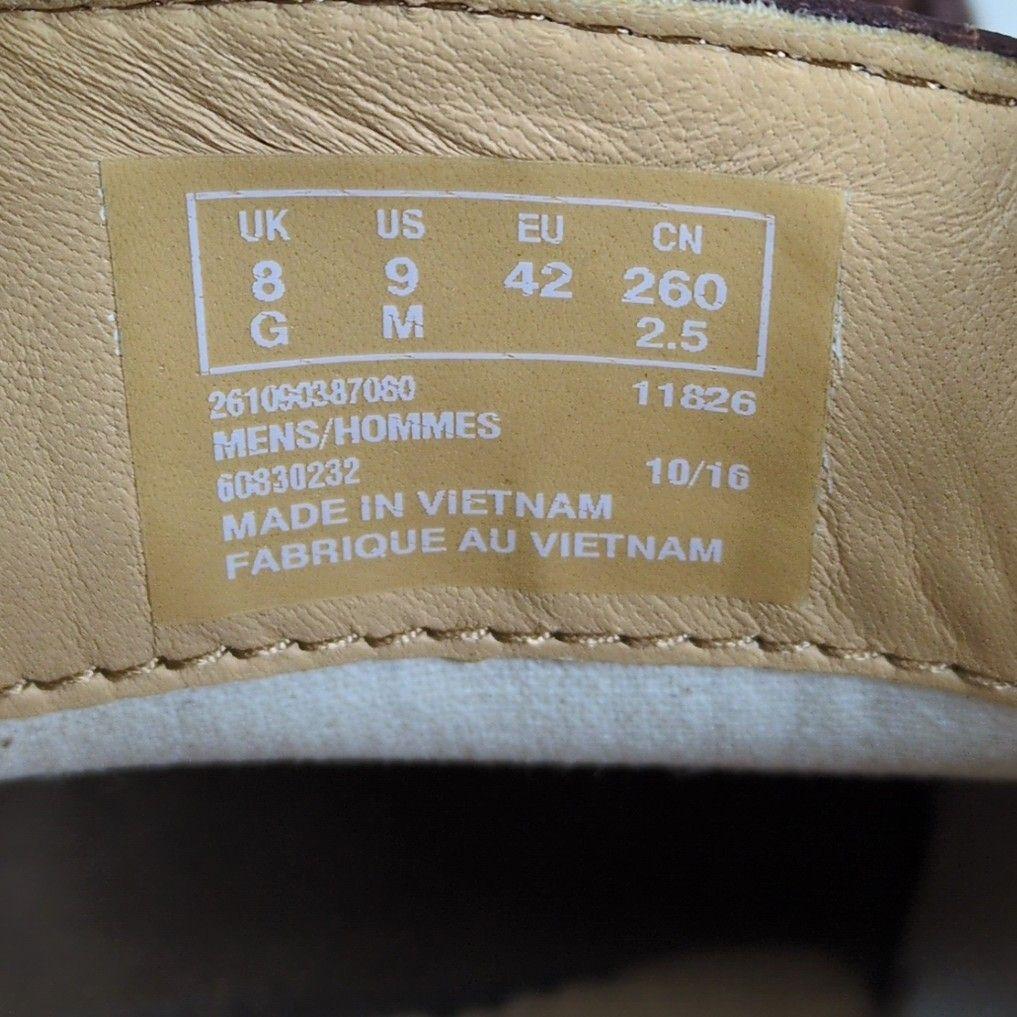 UK US EU CN
8 9 42 260
G M 2.5
261090387080 11826
MENS/HOMMES
60830232 10/16
MADE IN VIETNAM
FABRIQUE AU VIETNAM